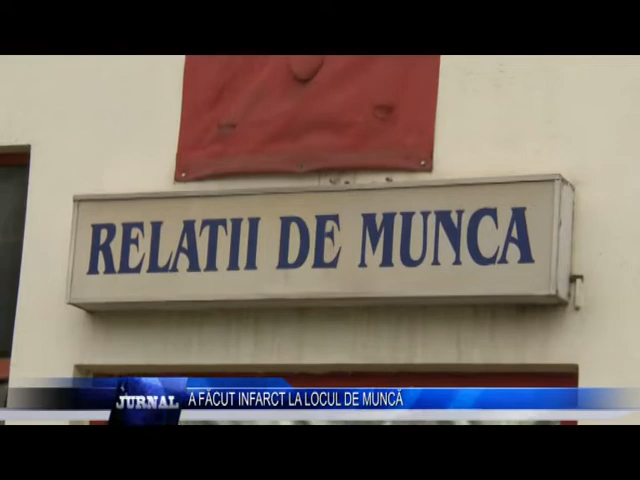 RELATII DE MUNCA
JURNAL
A FĂCUT INFARCT LA LOCUL DE MUNCĂ